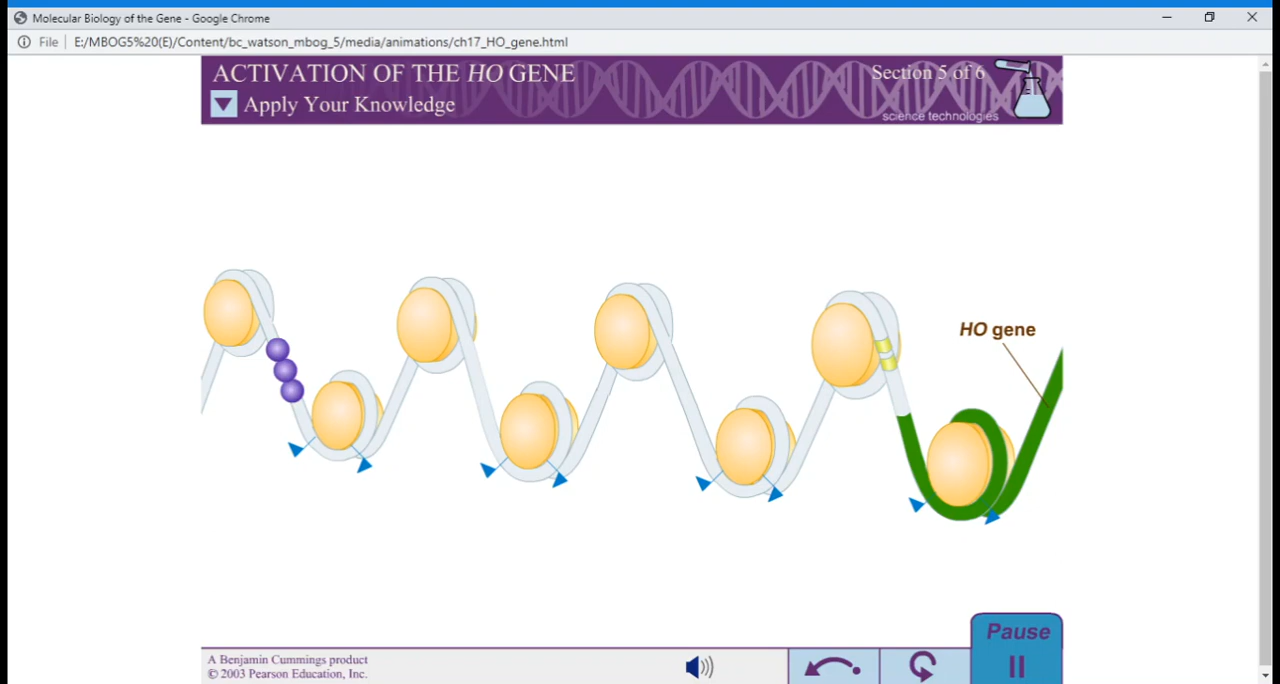 Molecular Biology of the Gene - Google Chrome
File | E:/MBOG5%20(E)/Content/bc_watson_mbog_5/media/animations/ch17_HO_gene.html
ACTIVATION OF THE HO GENE
Section 5 of 6
Apply Your Knowledge
science technologies
HO gene
Pause
A Benjamin Cummings product
© 2003 Pearson Education, Inc.